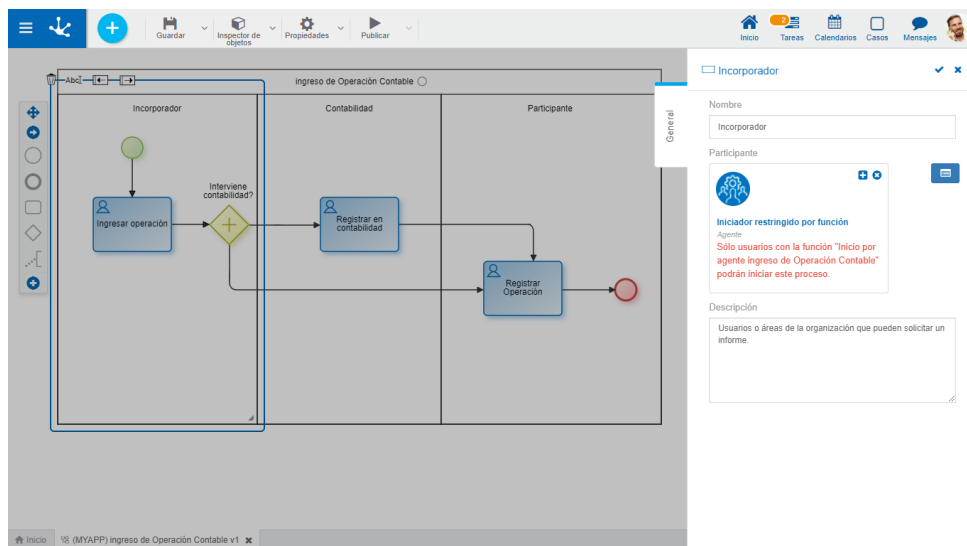 Guardar
Inspector de
objetos
Propiedades
Publicar
Inicio
2
Tareas
Calendarios
Casos
Mensajes
Abc
ingreso de Operación Contable
Incorporador
Contabilidad
Participante
Ingresar operación
Interviene
contabilidad?
Registrar en
contabilidad
Registrar
Operación
General
Incorporador
Nombre
Incorporador
Participante
Iniciador restringido por función
Agente
Sólo usuarios con la función "Inicio por
agente ingreso de Operación Contable"
podrán iniciar este proceso.
Descripción
Usuarios o áreas de la organización que pueden solicitar un
informe.
Inicio
(MYAPP) ingreso de Operación Contable v1